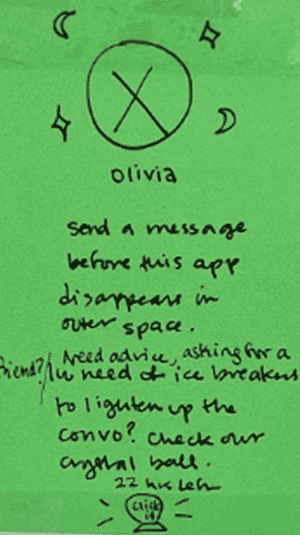 olivia
send a message
before this app
disappears in
outer space.
Need advice, asking for a
friend?/In need of ice breakers
to lighten up the
convo? Check our
crystal ball.
22 hrs left
click
it